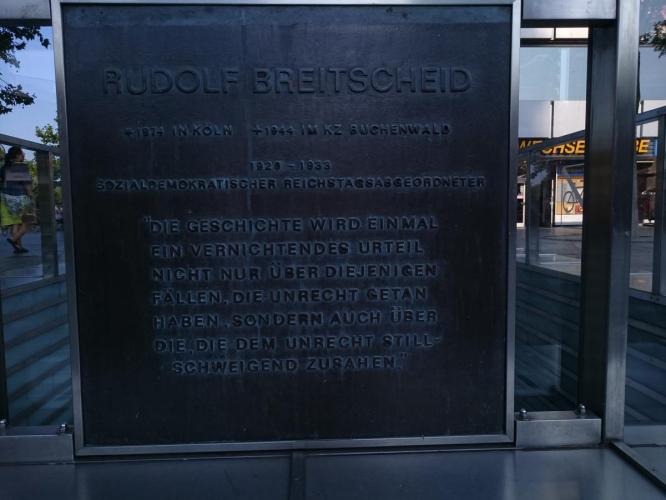 RUDOLF BREITSCHEID
+1874 IN KÖLN +1944 IM KZ BUCHENWALD
1926 - 1933
SOZIALDEMOKRATISCHER REICHSTAGSABGEORDNETER
"DIE GESCHICHTE WIRD EINMAL
EIN VERNICHTENDES URTEIL
NICHT NUR ÜBER DIEJENIGEN
FÄLLEN, DIE UNRECHT GETAN
HABEN, SONDERN AUCH ÜBER
DIE, DIE DEM UNRECHT STILL-
SCHWEIGEND ZUSAHEN."